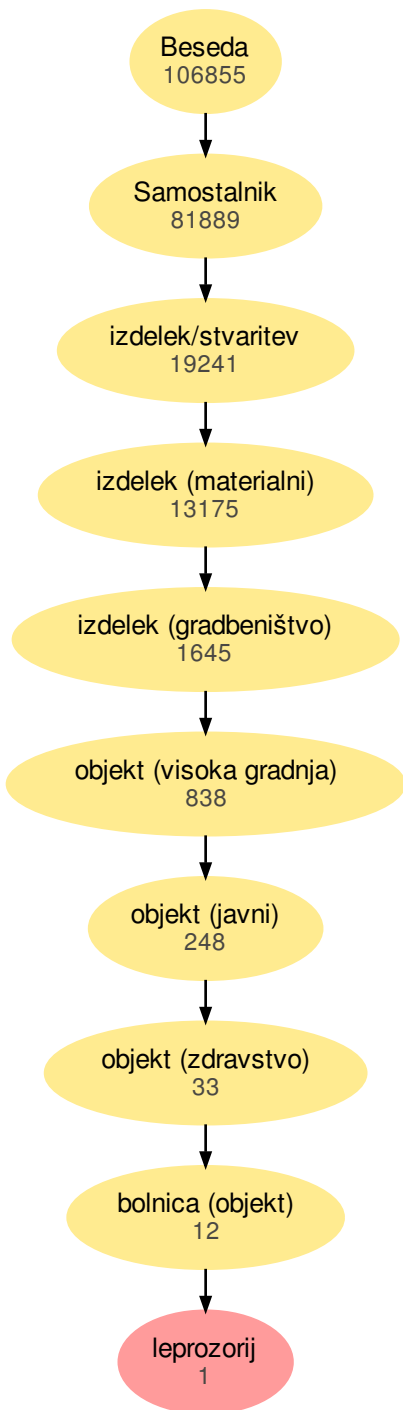 Beseda
106855
Samostalnik
81889
izdelek/stvaritev
19241
izdelek (materialni)
13175
izdelek (gradbeništvo)
1645
objekt (visoka gradnja)
838
objekt (javni)
248
objekt (zdravstvo)
33
bolnica (objekt)
12
leprozorij
1